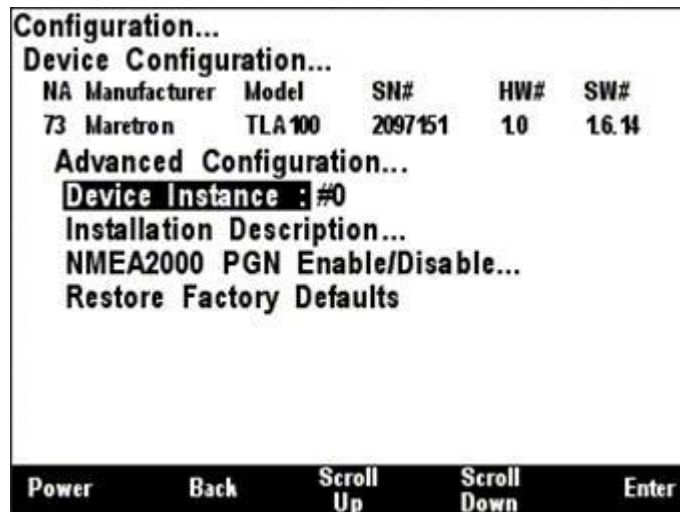 Configuration...
Device Configuration...
NA Manufacturer Model SN# HW# SW#
73 Maretron TLA100 2097151 1.0 1.6.14
Advanced Configuration...
Device Instance : #0
Installation Description...
NMEA2000 PGN Enable/Disable...
Restore Factory Defaults
Power Back Scroll Up Scroll Down Enter